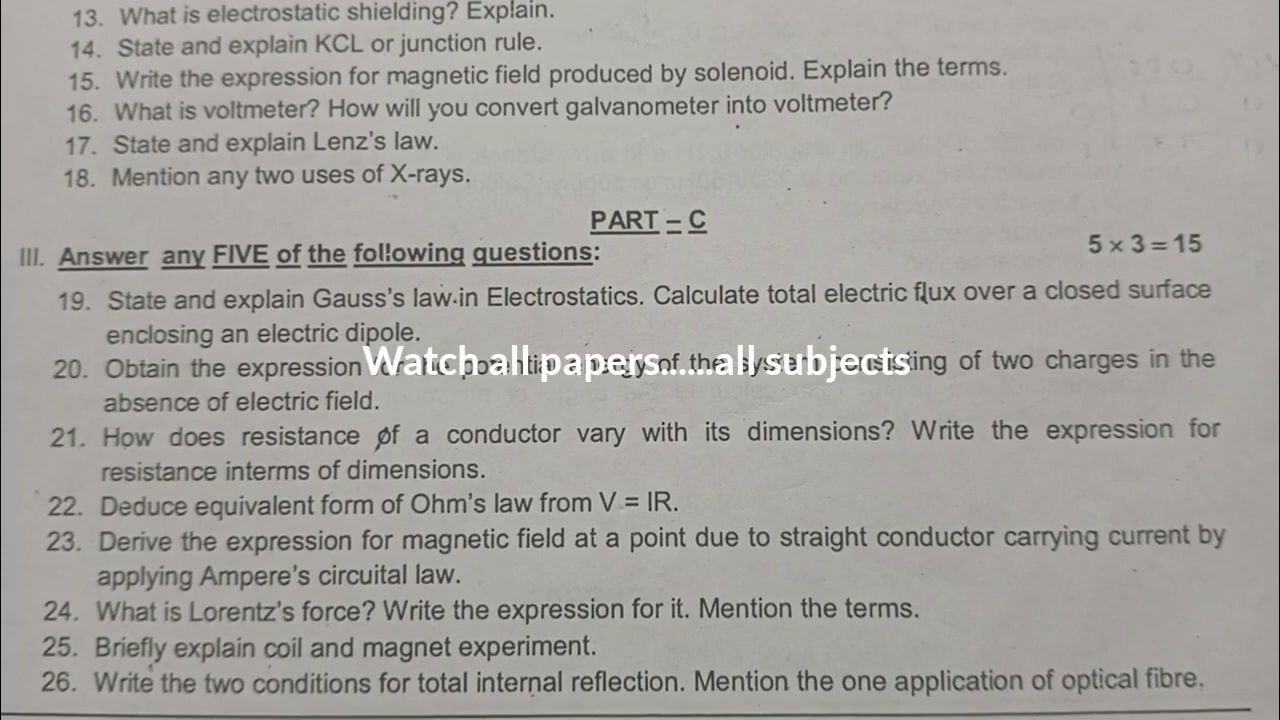 13. What is electrostatic shielding? Explain.
14. State and explain KCL or junction rule.
15. Write the expression for magnetic field produced by solenoid. Explain the terms.
16. What is voltmeter? How will you convert galvanometer into voltmeter?
17. State and explain Lenz's law.
18. Mention any two uses of X-rays.
PART – C
III. Answer any FIVE of the following questions: 5 × 3 = 15
19. State and explain Gauss's law in Electrostatics. Calculate total electric flux over a closed surface
enclosing an electric dipole.
20. Obtain the expression of the system consisting of two charges in the
Watch all papers.....all subjects
absence of electric field.
21. How does resistance of a conductor vary with its dimensions? Write the expression for
resistance interms of dimensions.
22. Deduce equivalent form of Ohm's law from V = IR.
23. Derive the expression for magnetic field at a point due to straight conductor carrying current by
applying Ampere's circuital law.
24. What is Lorentz's force? Write the expression for it. Mention the terms.
25. Briefly explain coil and magnet experiment.
26. Write the two conditions for total internal reflection. Mention the one application of optical fibre.